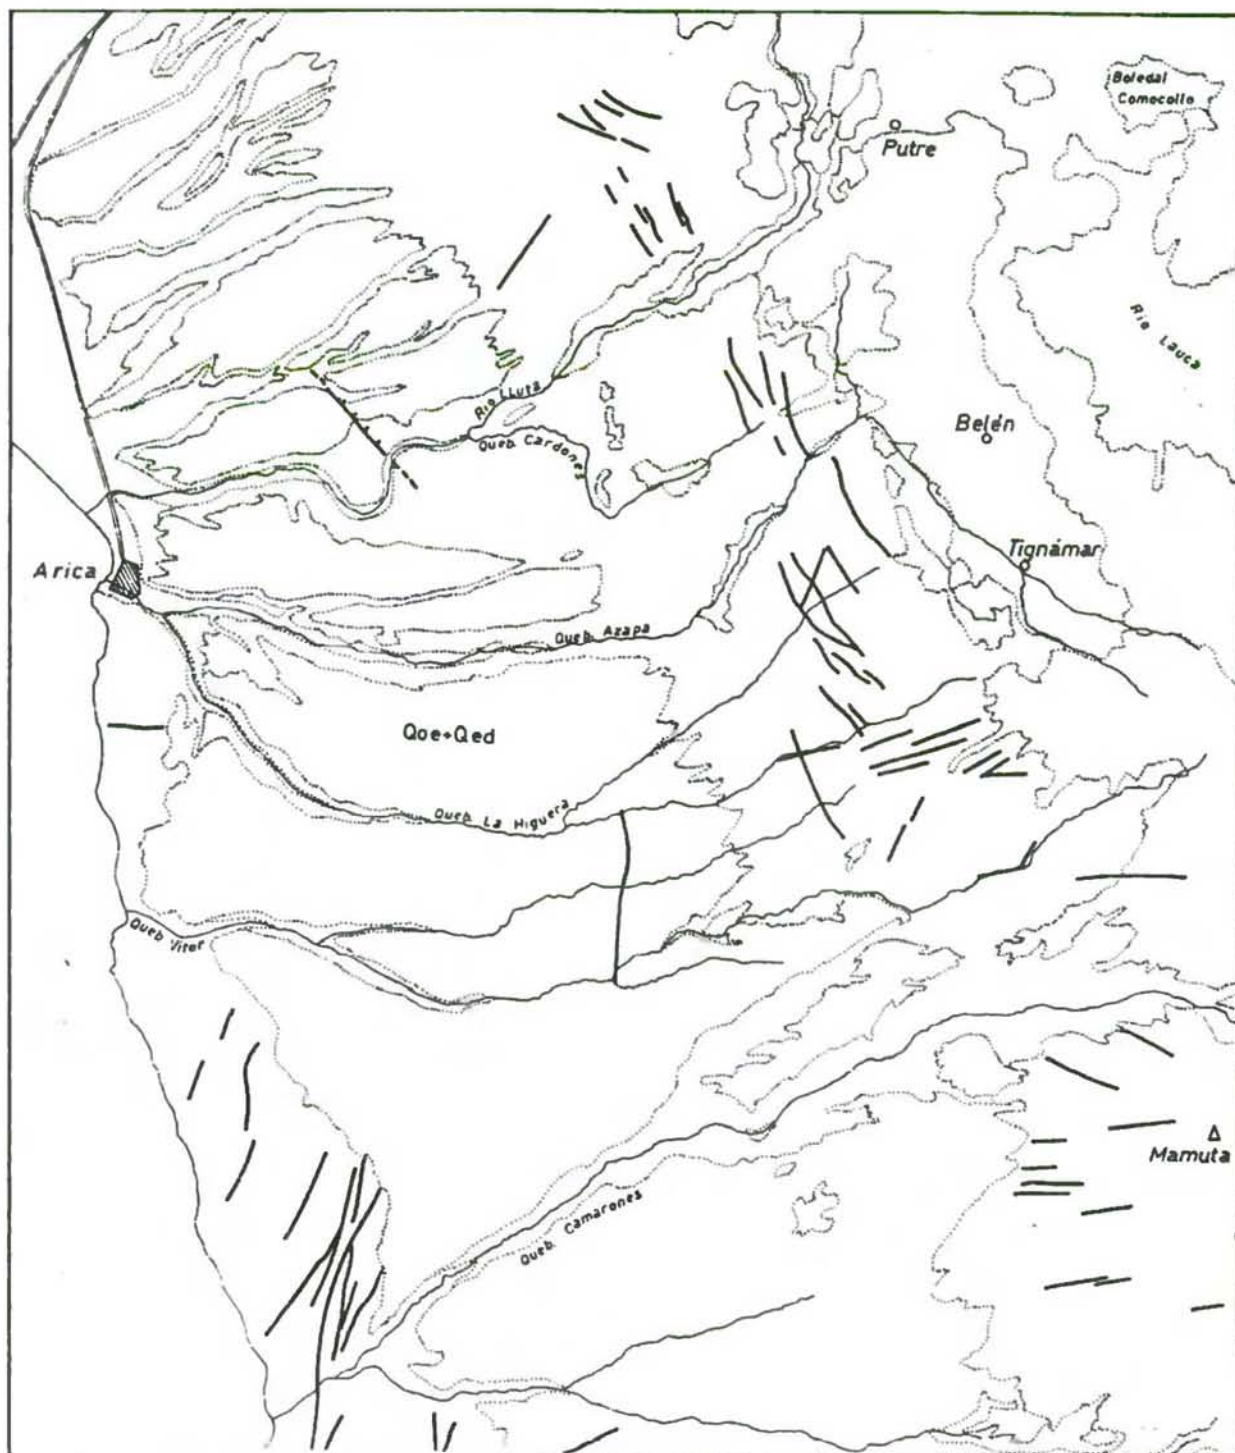 Boledal
Comocollo
Putre
Rio Lauca
Rio LLuta
Queb. Cardones
Belén
Tignámar
Arica
Queb. Azapa
Qoe+Qed
Queb. La Higuera
Queb. Vitor
Mamuta
Queb. Camarones